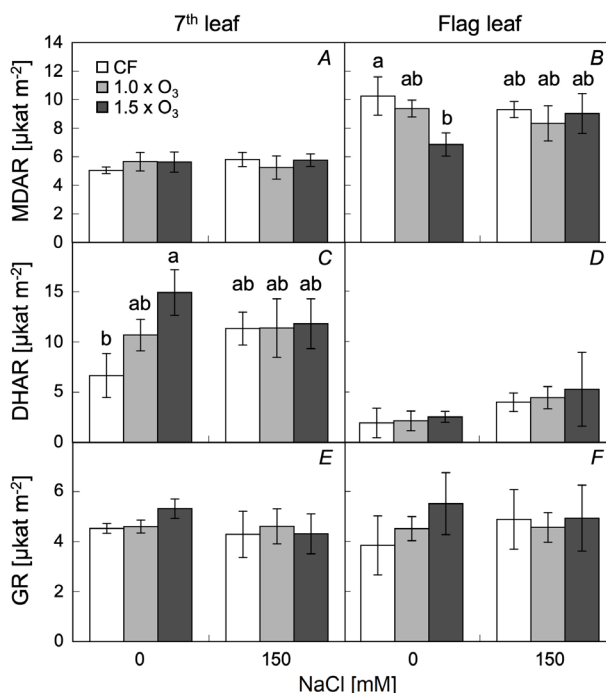 7th leaf Flag leaf
14 A B
CF
1.0 x O3
1.5 x O3
12
10
8
6
4
2
0
MDAR [µkat m-2]
a ab b ab ab ab
20 C D
15
10
5
0
DHAR [µkat m-2]
b ab a ab ab ab
E F
6
4
2
0
GR [µkat m-2]
0 150 0 150
NaCl [mM]